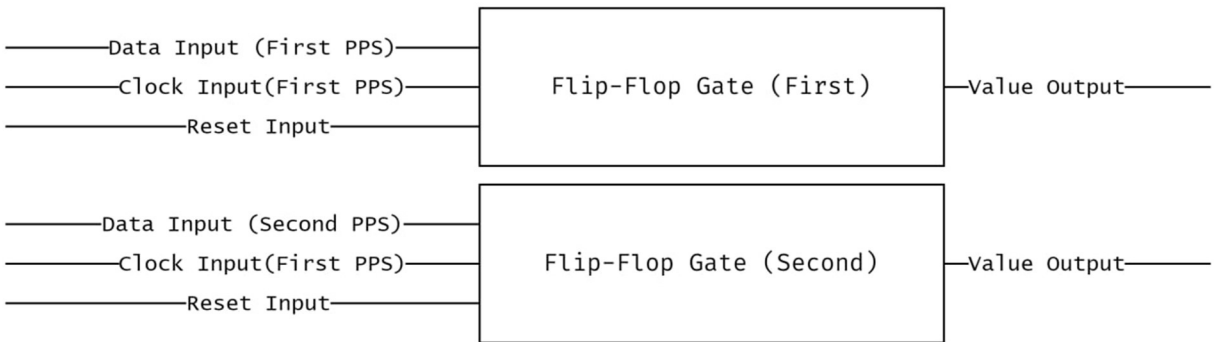 Data Input (First PPS)
Clock Input(First PPS)
Reset Input
Flip-Flop Gate (First)
Value Output
Data Input (Second PPS)
Clock Input(First PPS)
Reset Input
Flip-Flop Gate (Second)
Value Output